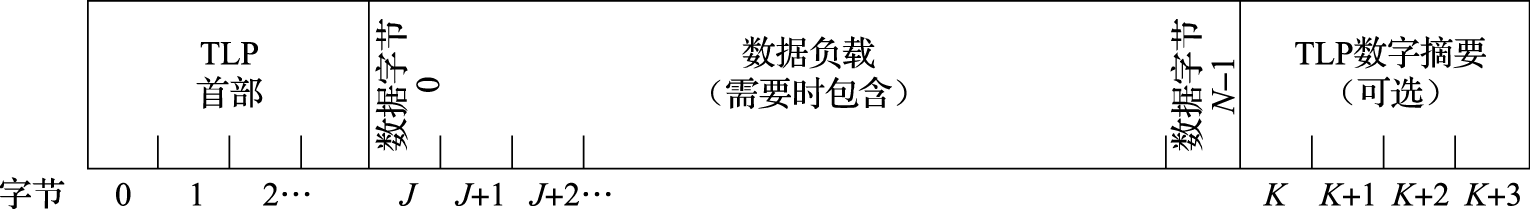 TLP
首部
数据字节
0
数据负载
（需要时包含）
数据字节
N−1
TLP数字摘要
（可选）
字节 0 1 2⋯ J J+1 J+2⋯ K K+1 K+2 K+3